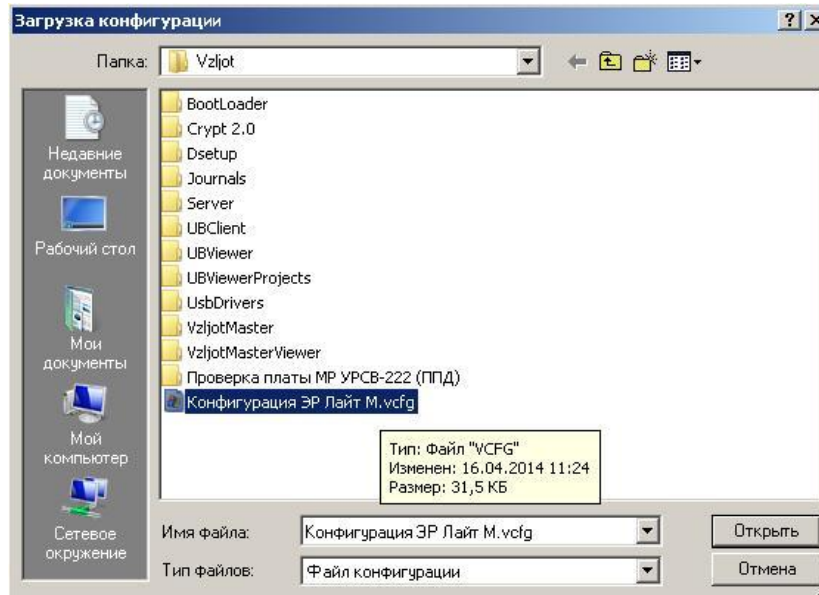 Загрузка конфигурации
Папка: Vzljot
BootLoader
Crypt 2.0
Dsetup
Journals
Server
UBClient
UBViewer
UBViewerProjects
UsbDrivers
VzljotMaster
VzljotMasterViewer
Проверка платы МР УРСВ-222 (ППД)
Конфигурация ЭР Лайт М.vcfg
Тип: Файл "VCFG"
Изменен: 16.04.2014 11:24
Размер: 31,5 КБ
Недавние
документы
Рабочий стол
Мои
документы
Мой
компьютер
Сетевое
окружение
Имя файла: Конфигурация ЭР Лайт М.vcfg Открыть
Тип файлов: Файл конфигурации Отмена